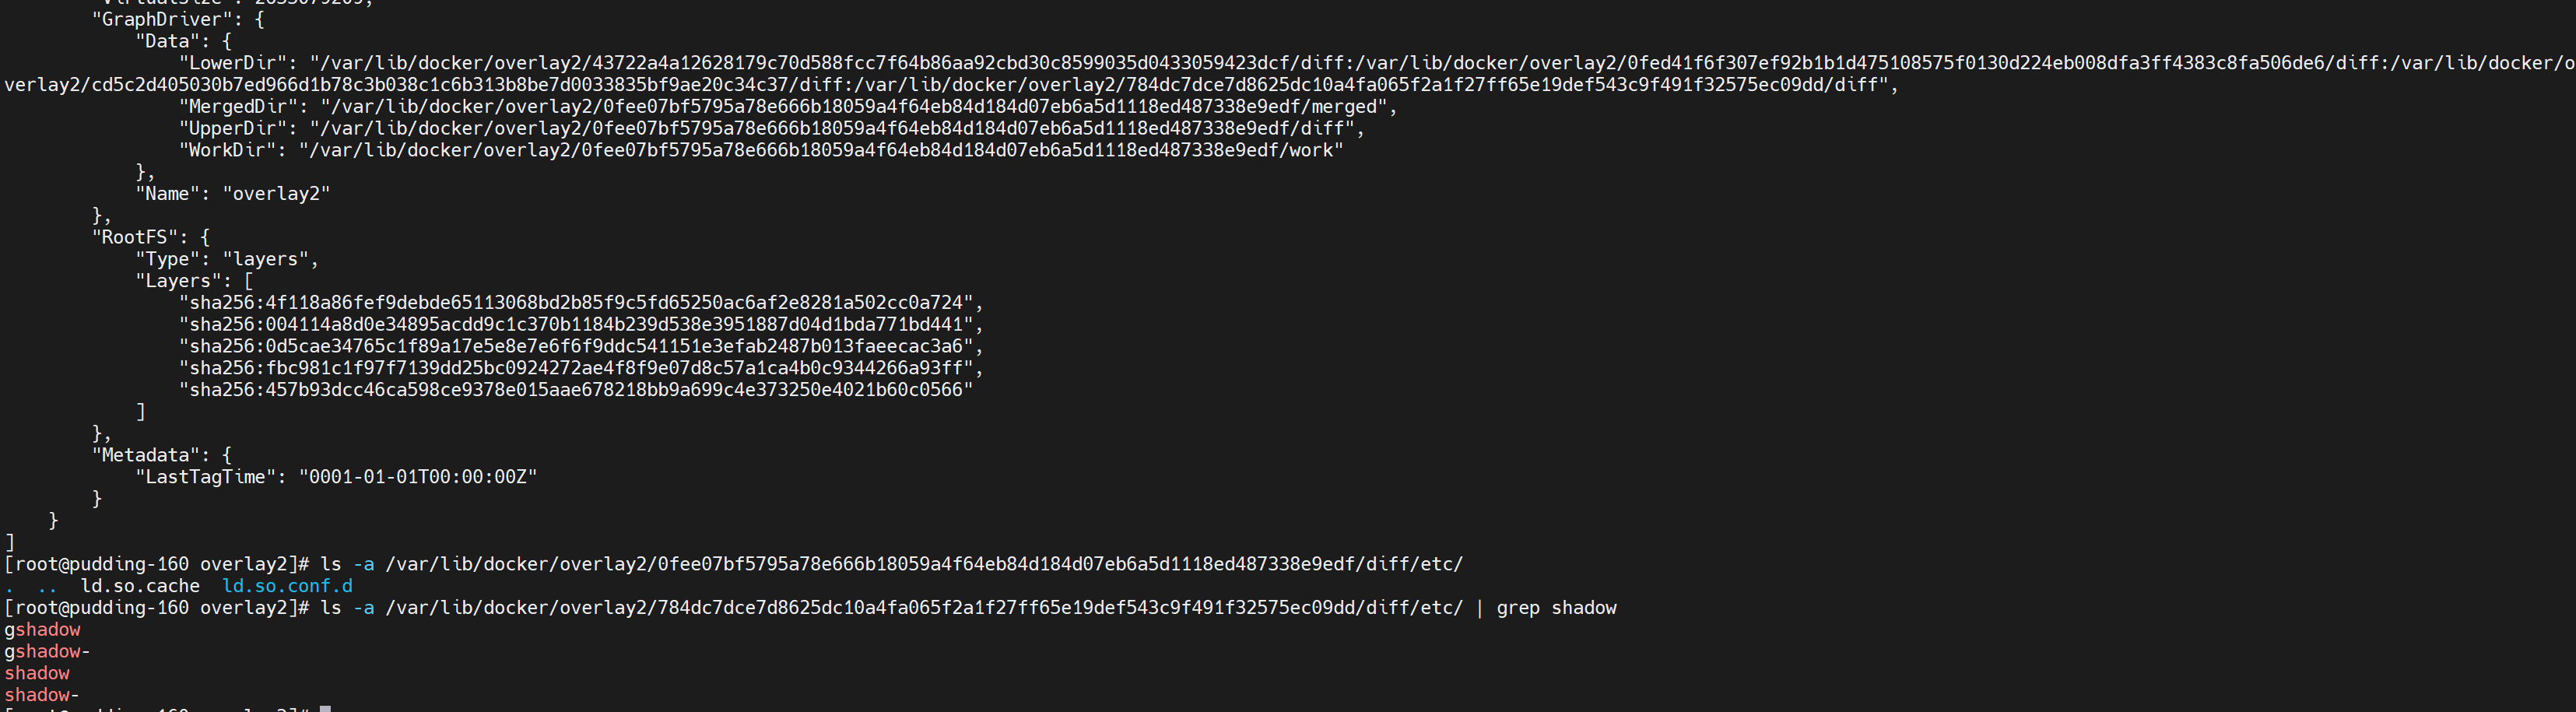 "GraphDriver": {
"Data": {
"LowerDir": "/var/lib/docker/overlay2/43722a4a12628179c70d588fcc7f64b86aa92cbd30c8599035d0433059423dcf/diff:/var/lib/docker/overlay2/0fed41f6f307ef92b1b1d475108575f0130d224eb008dfa3ff4383c8fa506de6/diff:/var/lib/docker/o
verlay2/cd5c2d405030b7ed966d1b78c3b038c1c6b313b8be7d0033835bf9ae20c34c37/diff:/var/lib/docker/overlay2/784dc7dce7d8625dc10a4fa065f2a1f27ff65e19def543c9f491f32575ec09dd/diff",
"MergedDir": "/var/lib/docker/overlay2/0fee07bf5795a78e666b18059a4f64eb84d184d07eb6a5d1118ed487338e9edf/merged",
"UpperDir": "/var/lib/docker/overlay2/0fee07bf5795a78e666b18059a4f64eb84d184d07eb6a5d1118ed487338e9edf/diff",
"WorkDir": "/var/lib/docker/overlay2/0fee07bf5795a78e666b18059a4f64eb84d184d07eb6a5d1118ed487338e9edf/work"
},
"Name": "overlay2"
},
"RootFS": {
"Type": "layers",
"Layers": [
"sha256:4f118a86fef9debde65113068bd2b85f9c5fd65250ac6af2e8281a502cc0a724",
"sha256:004114a8d0e34895acdd9c1c370b1184b239d538e3951887d04d1bda771bd441",
"sha256:0d5cae34765c1f89a17e5e8e7e6f6f9ddc541151e3efab2487b013faeecac3a6",
"sha256:fbc981c1f97f7139dd25bc0924272ae4f8f9e07d8c57a1ca4b0c9344266a93ff",
"sha256:457b93dcc46ca598ce9378e015aae678218bb9a699c4e373250e4021b60c0566"
]
},
"Metadata": {
"LastTagTime": "0001-01-01T00:00:00Z"
}
}
]
[root@pudding-160 overlay2]# ls -a /var/lib/docker/overlay2/0fee07bf5795a78e666b18059a4f64eb84d184d07eb6a5d1118ed487338e9edf/diff/etc/
. .. ld.so.cache ld.so.conf.d
[root@pudding-160 overlay2]# ls -a /var/lib/docker/overlay2/784dc7dce7d8625dc10a4fa065f2a1f27ff65e19def543c9f491f32575ec09dd/diff/etc/ | grep shadow
gshadow
gshadow-
shadow
shadow-